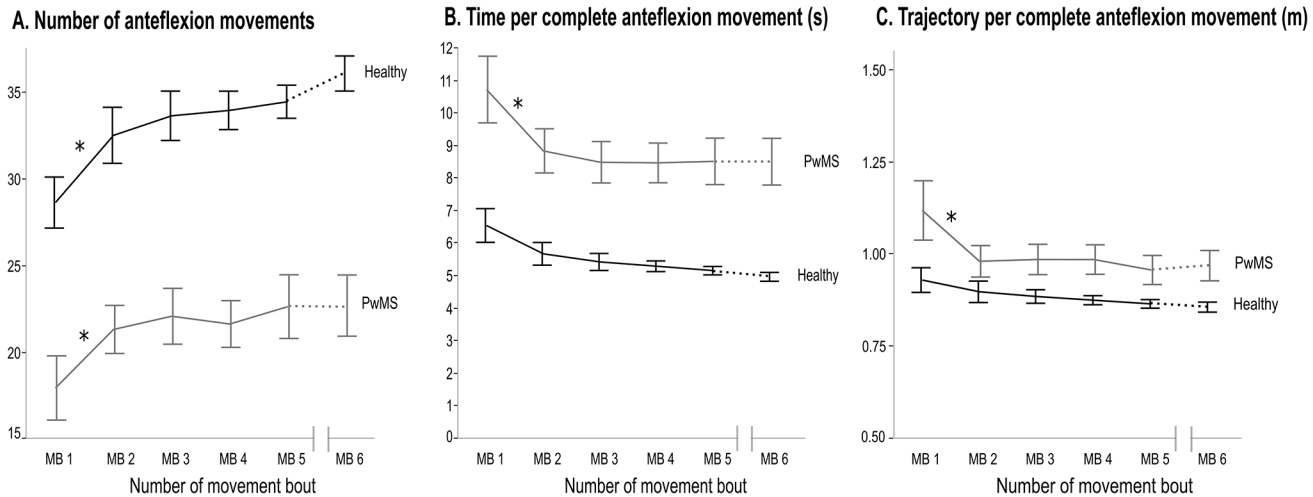 A. Number of anteflexion movements
35
30
25
20
15
*
*
Healthy
PwMS
MB 1 MB 2 MB 3 MB 4 MB 5 MB 6
Number of movement bout
B. Time per complete anteflexion movement (s)
12
11
10
9
8
7
6
5
4
3
2
1
0
*
PwMS
Healthy
MB 1 MB 2 MB 3 MB 4 MB 5 MB 6
Number of movement bout
C. Trajectory per complete anteflexion movement (m)
1.50
1.25
1.00
0.75
0.50
*
PwMS
Healthy
MB 1 MB 2 MB 3 MB 4 MB 5 MB 6
Number of movement bout